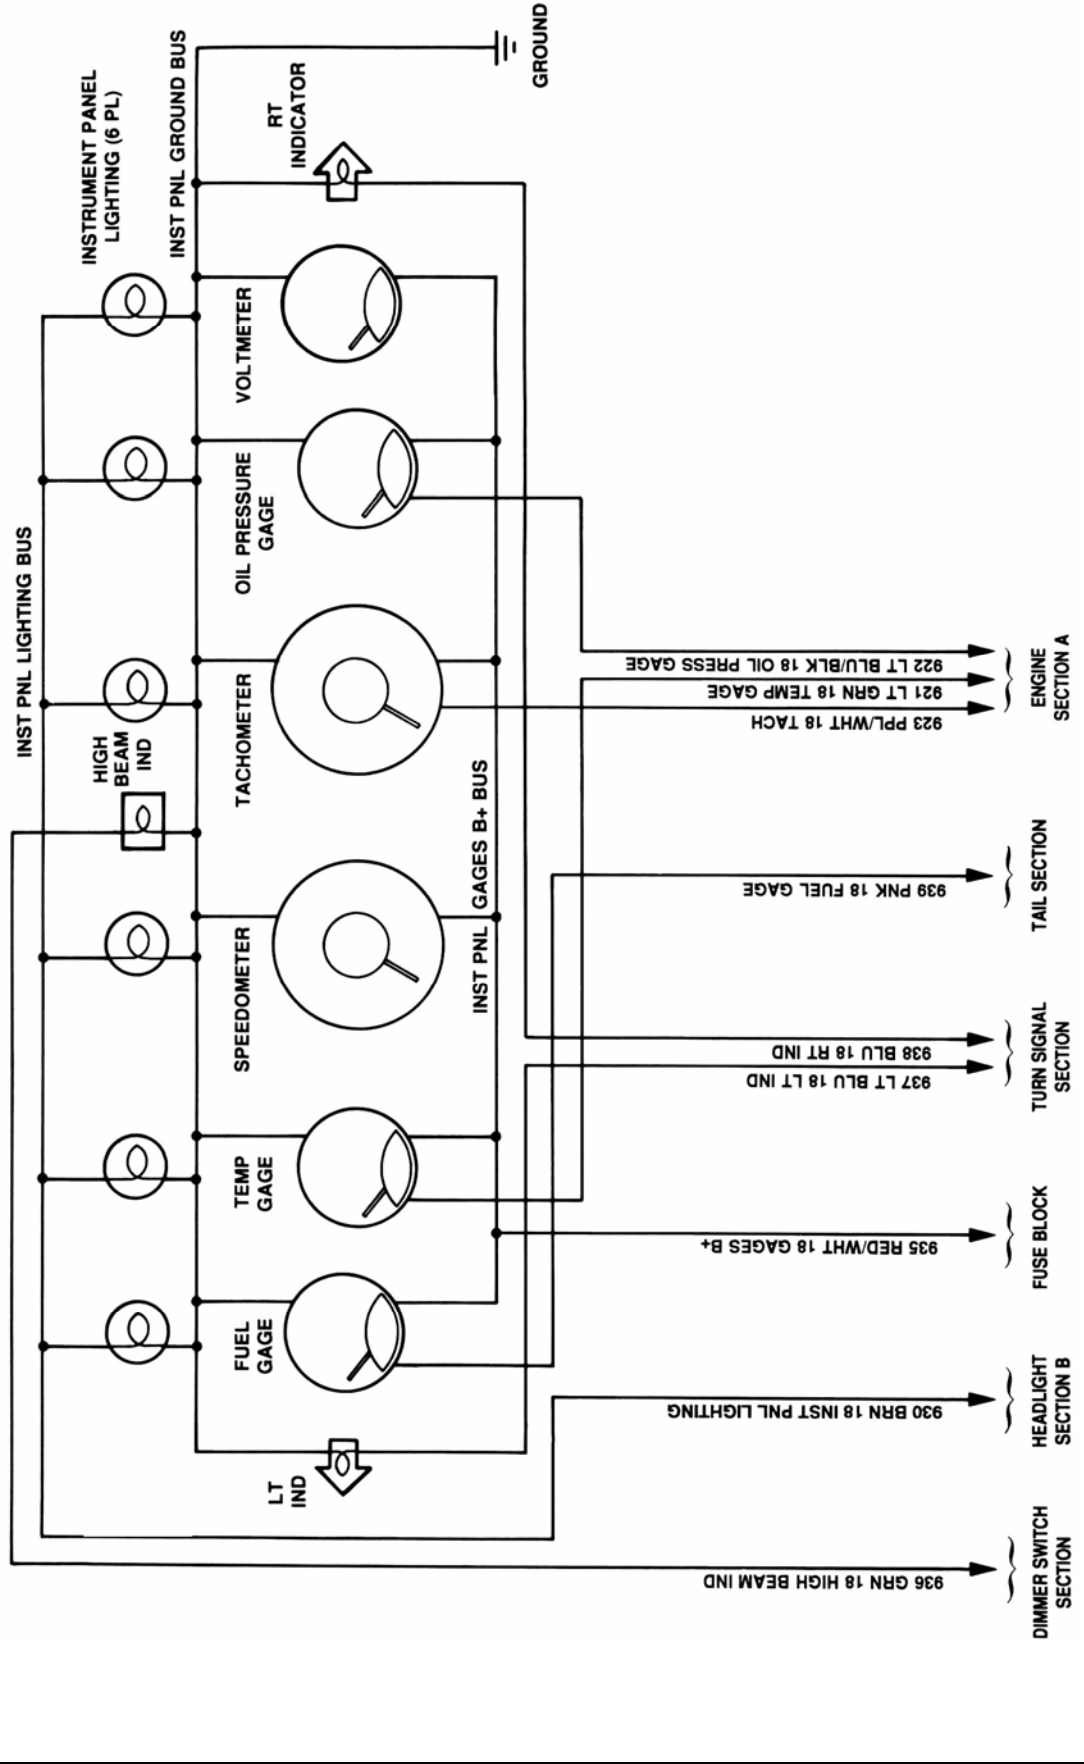 INST PNL LIGHTING BUS
INSTRUMENT PANEL
LIGHTING (6 PL)
HIGH
BEAM
IND
INST PNL GROUND BUS
LT
IND
FUEL
GAGE
TEMP
GAGE
SPEEDOMETER
TACHOMETER
OIL PRESSURE
GAGE
VOLTMETER
RT
INDICATOR
INST PNL GAGES B+ BUS
GROUND
936 GRN 18 HIGH BEAM IND
930 BRN 18 INST PNL LIGHTING
935 RED/WHT 18 GAGES B+
937 LT BLU 18 LT IND
938 BLU 18 RT IND
939 PNK 18 FUEL GAGE
923 PPL/WHT 18 TACH
921 LT GRN 18 TEMP GAGE
922 LT BLU/BLK 18 OIL PRESS GAGE
DIMMER SWITCH
SECTION
HEADLIGHT
SECTION B
FUSE BLOCK
TURN SIGNAL
SECTION
TAIL SECTION
ENGINE
SECTION A